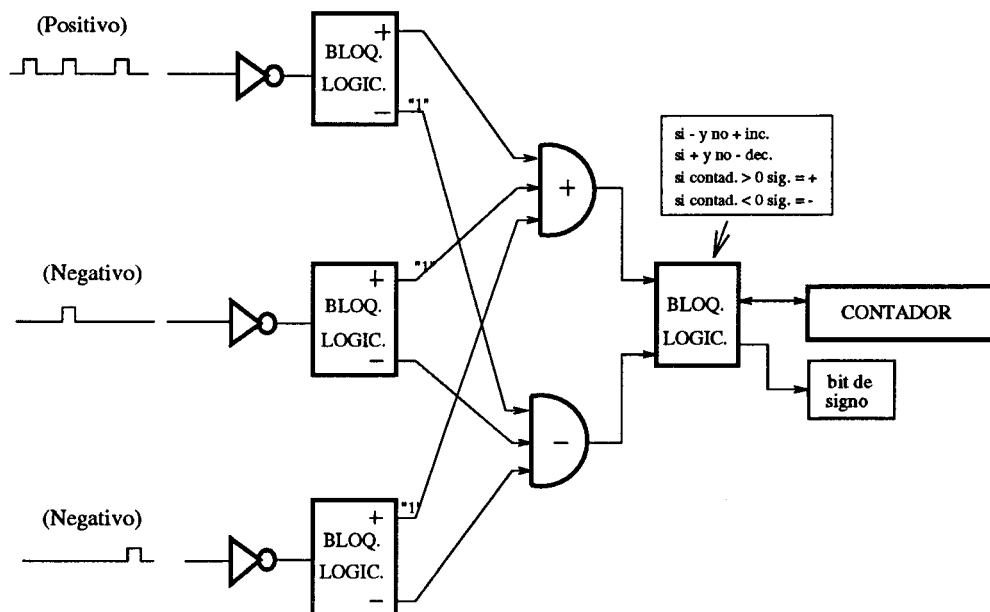 (Positivo)
BLOQ.
LOGIC.
+
−
"1"
+
si - y no + inc.
si + y no - dec.
si contad. > 0 sig. = +
si contad. < 0 sig. = -
(Negativo)
BLOQ.
LOGIC.
+
−
"1"
BLOQ.
LOGIC.
CONTADOR
bit de
signo
-
(Negativo)
BLOQ.
LOGIC.
+
−
"1"